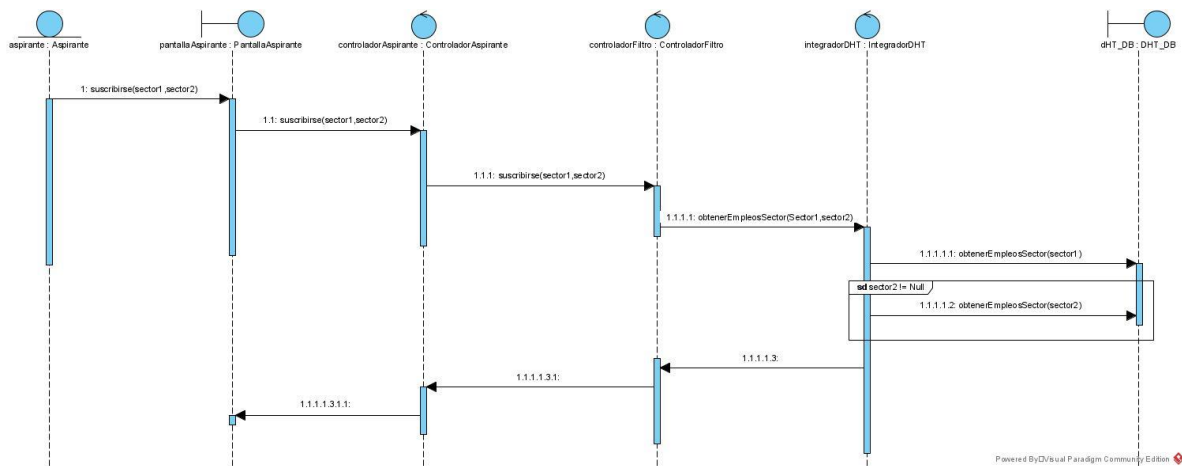 aspirante : Aspirante
pantallaAspirante : PantallaAspirante
controladorAspirante : ControladorAspirante
controladorFiltro : ControladorFiltro
integradorDHT : IntegradorDHT
dHT_DB : DHT_DB
1: suscribirse(sector1,sector2)
1.1: suscribirse(sector1,sector2)
1.1.1: suscribirse(sector1,sector2)
1.1.1.1: obtenerEmpleosSector(Sector1,sector2)
1.1.1.1.1: obtenerEmpleosSector(sector1)
sd sector2 != Null
1.1.1.1.2: obtenerEmpleosSector(sector2)
1.1.1.1.3:
1.1.1.1.3.1:
1.1.1.1.3.1.1:
Powered By Visual Paradigm Community Edition